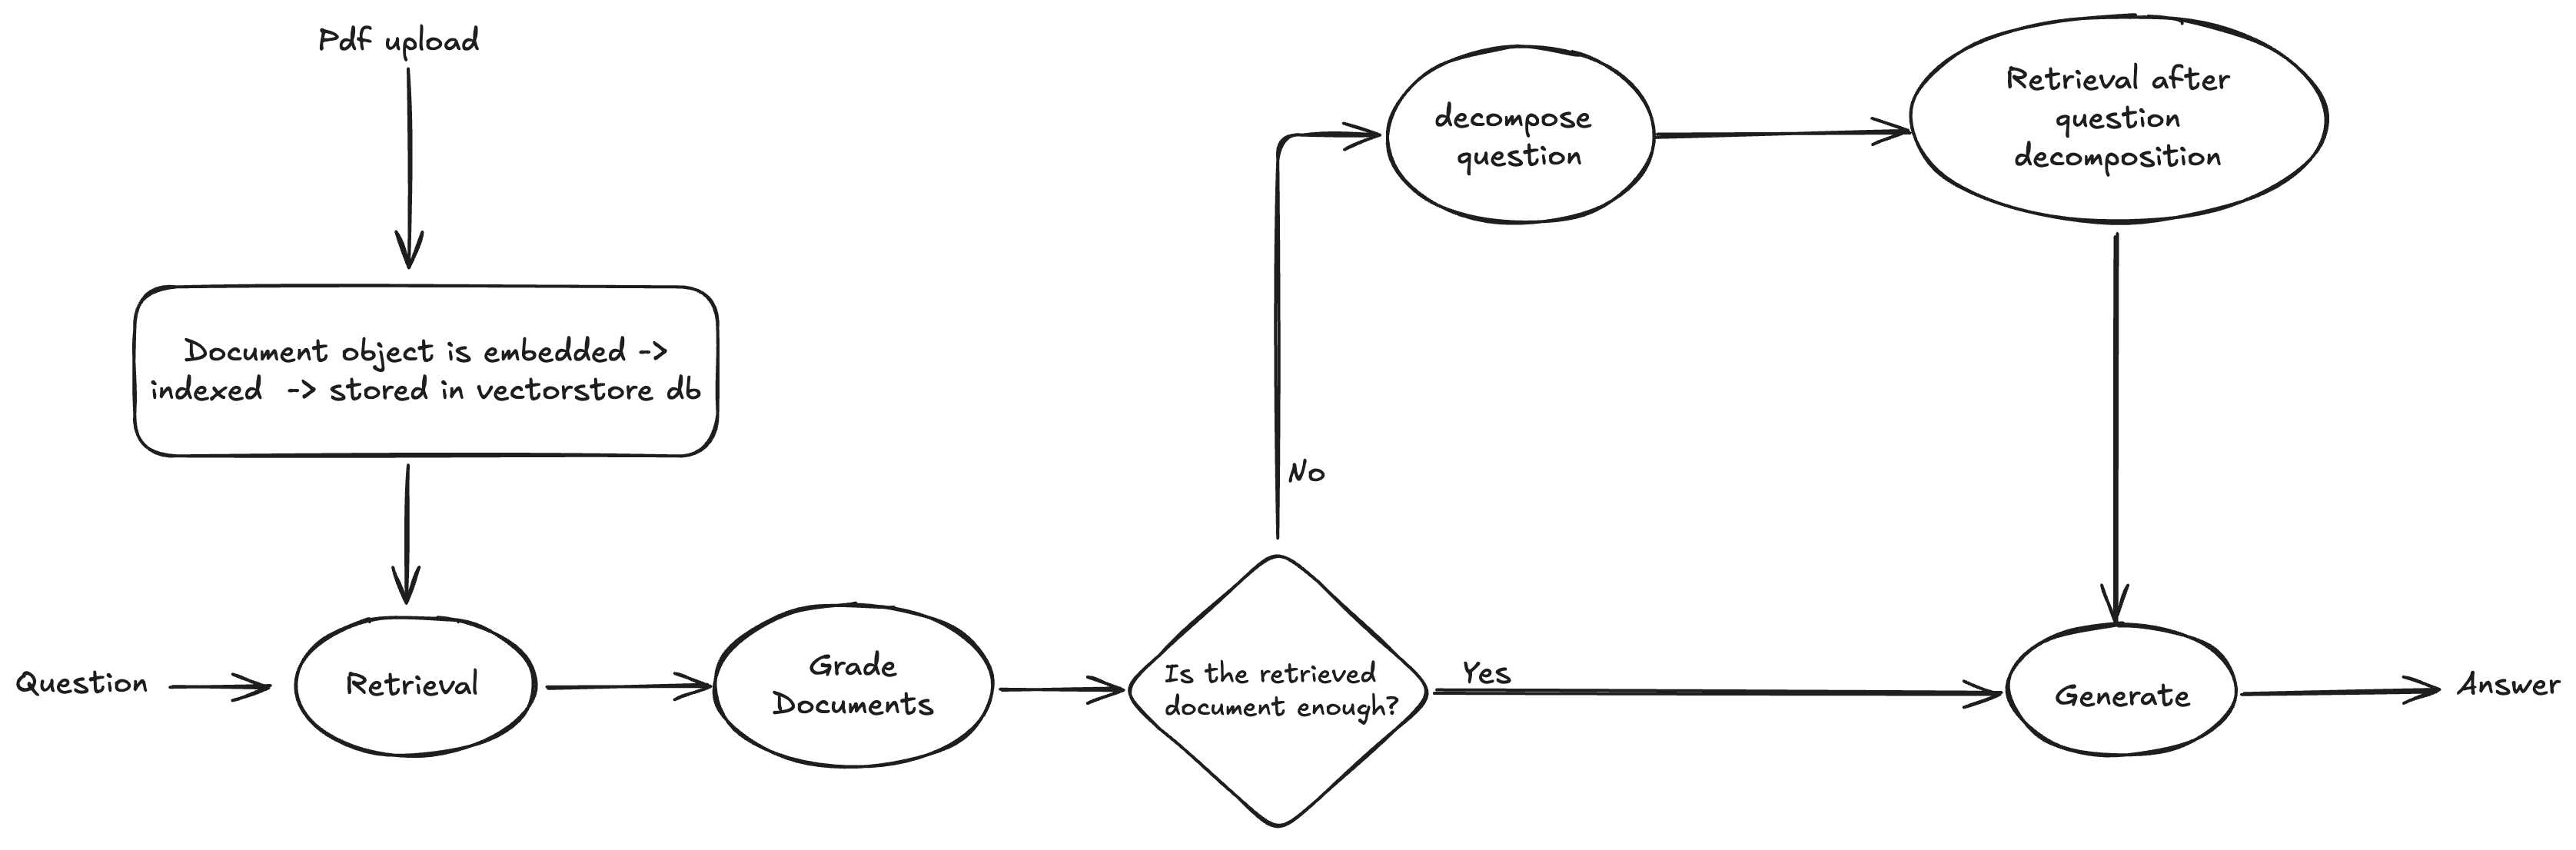 Pdf upload
Document object is embedded ->
indexed -> stored in vectorstore db
Question
Retrieval
Grade
Documents
Is the retrieved
document enough?
No
decompose
question
Retrieval after
question
decomposition
Yes
Generate
Answer